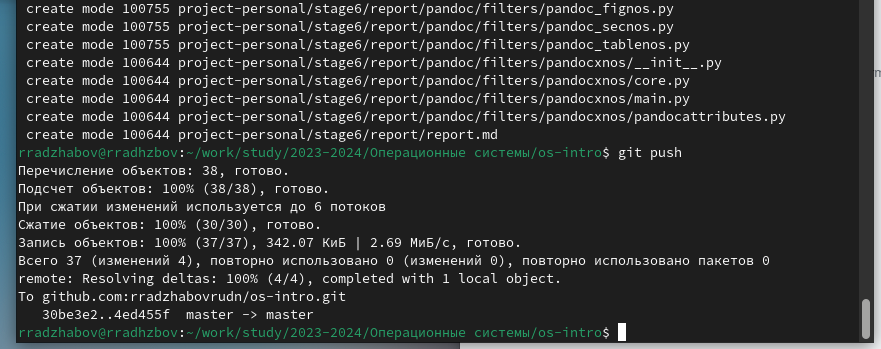 create mode 100755 project-personal/stage6/report/pandoc/filters/pandoc_fignos.py
create mode 100755 project-personal/stage6/report/pandoc/filters/pandoc_secnos.py
create mode 100755 project-personal/stage6/report/pandoc/filters/pandoc_tablenos.py
create mode 100644 project-personal/stage6/report/pandoc/filters/pandocxnos/__init__.py
create mode 100644 project-personal/stage6/report/pandoc/filters/pandocxnos/core.py
create mode 100644 project-personal/stage6/report/pandoc/filters/pandocxnos/main.py
create mode 100644 project-personal/stage6/report/pandoc/filters/pandocxnos/pandocattributes.py
create mode 100644 project-personal/stage6/report/report.md
rradzhabov@rradhzbov:~/work/study/2023-2024/Операционные системы/os-intro$ git push
Перечисление объектов: 38, готово.
Подсчет объектов: 100% (38/38), готово.
При сжатии изменений используется до 6 потоков
Сжатие объектов: 100% (30/30), готово.
Запись объектов: 100% (37/37), 342.07 КиБ | 2.69 МиБ/с, готово.
Всего 37 (изменений 4), повторно использовано 0 (изменений 0), повторно использовано пакетов 0
remote: Resolving deltas: 100% (4/4), completed with 1 local object.
To github.com:rradzhabovrudn/os-intro.git
30be3e2..4ed455f master -> master
rradzhabov@rradhzbov:~/work/study/2023-2024/Операционные системы/os-intro$